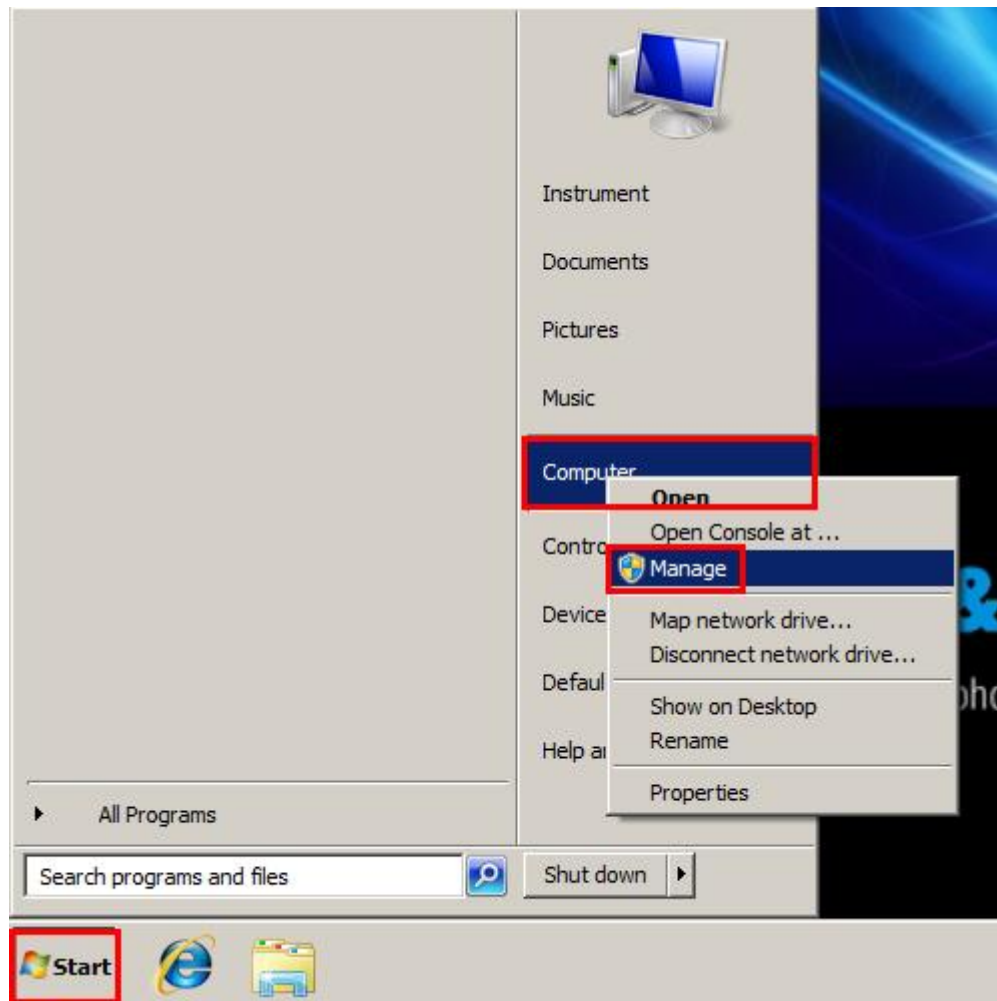 Instrument
Documents
Pictures
Music
Computer
Open
Open Console at ...
Manage
Map network drive...
Disconnect network drive...
Show on Desktop
Rename
Properties
All Programs
Search programs and files
Shut down
Start
&